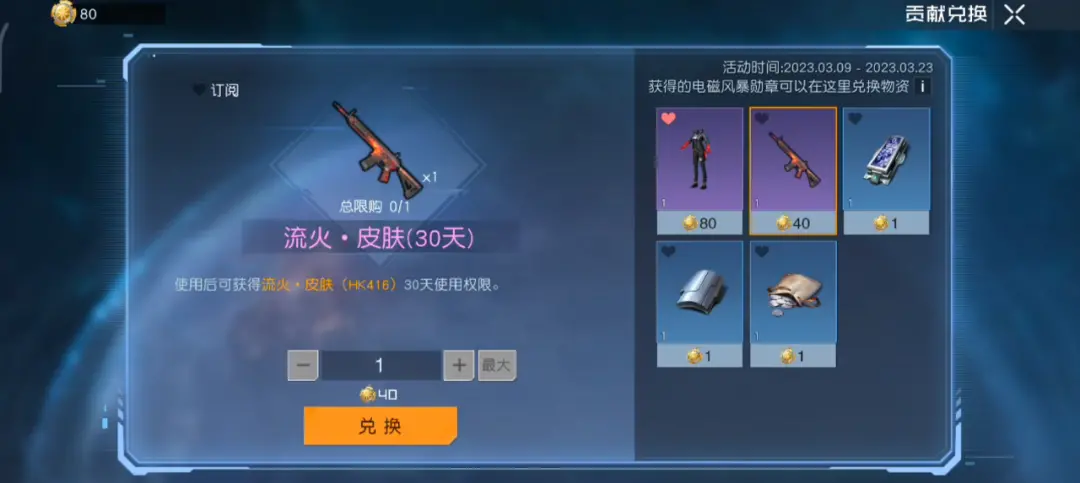 80
贡献兑换
订阅
x1
总限购 0/1
流火·皮肤(30天)
使用后可获得流火·皮肤（HK416）30天使用权限。
1
最大
40
兑换
活动时间:2023.03.09 - 2023.03.23
获得的电磁风暴勋章可以在这里兑换物资 i
1
1
1
80
40
1
1
1
1
1